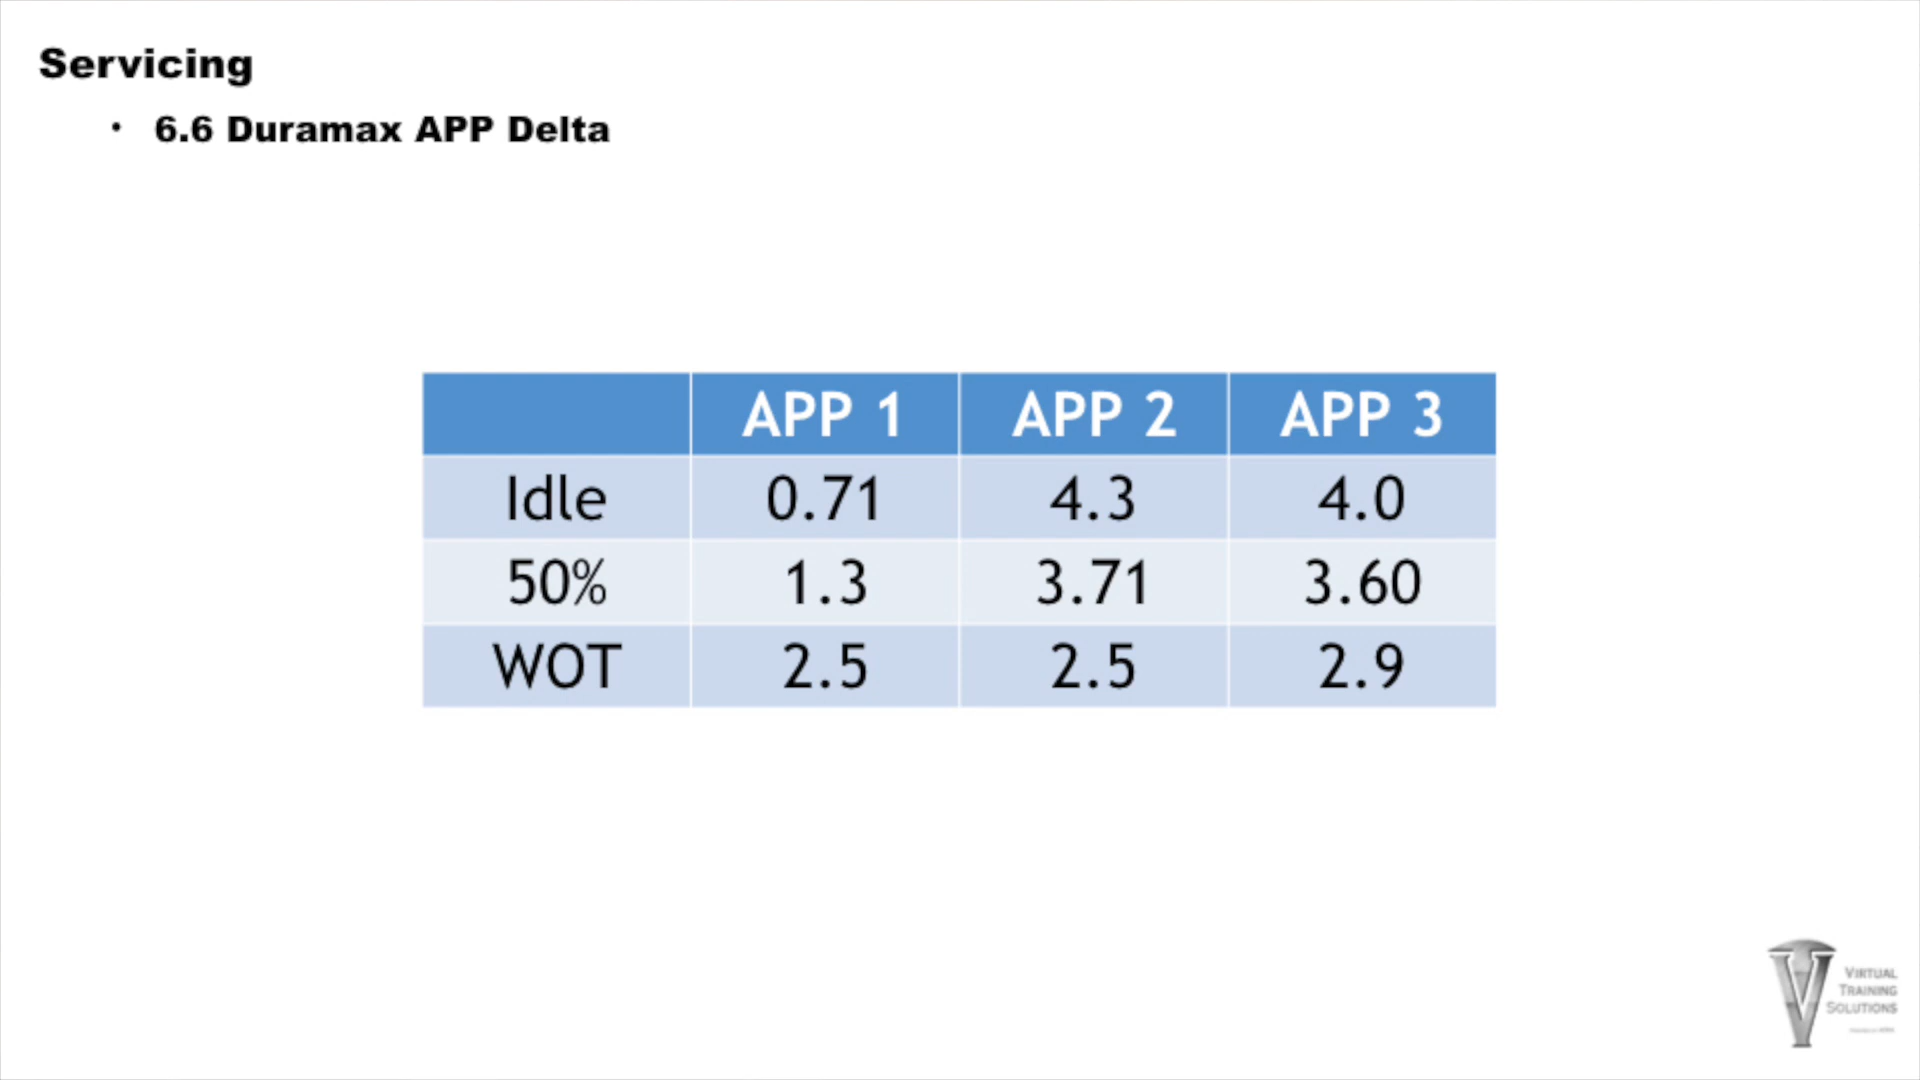 Servicing
• 6.6 Duramax APP Delta
APP 1 APP 2 APP 3
Idle 0.71 4.3 4.0
50% 1.3 3.71 3.60
WOT 2.5 2.5 2.9
VIRTUAL
TRAINING
SOLUTIONS